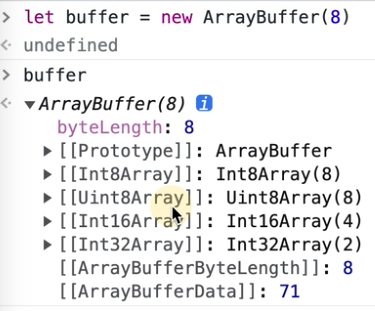 > let buffer = new ArrayBuffer(8)
undefined
> buffer
▼ArrayBuffer(8) i
byteLength: 8
▶ [[Prototype]]: ArrayBuffer
▶ [[Int8Array]]: Int8Array(8)
▶ [[Uint8Array]]: Uint8Array(8)
▶ [[Int16Array]]: Int16Array(4)
▶ [[Int32Array]]: Int32Array(2)
[[ArrayBufferByteLength]]: 8
[[ArrayBufferData]]: 71